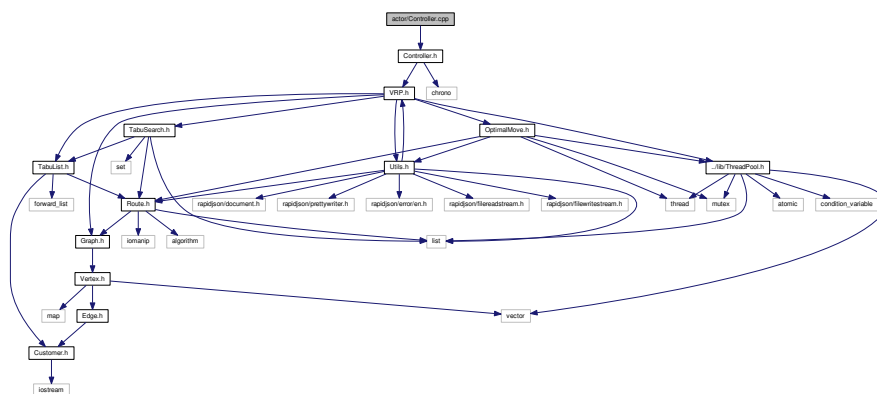 actor/Controller.cpp
Controller.h
VRP.h
chrono
TabuSearch.h
OptimalMove.h
TabuList.h
set
Utils.h
../lib/ThreadPool.h
forward_list
Route.h
rapidjson/document.h
rapidjson/prettywriter.h
rapidjson/error/en.h
rapidjson/filereadstream.h
rapidjson/filewritestream.h
thread
mutex
atomic
condition_variable
Graph.h
iomanip
algorithm
list
Vertex.h
map
Edge.h
vector
Customer.h
iostream